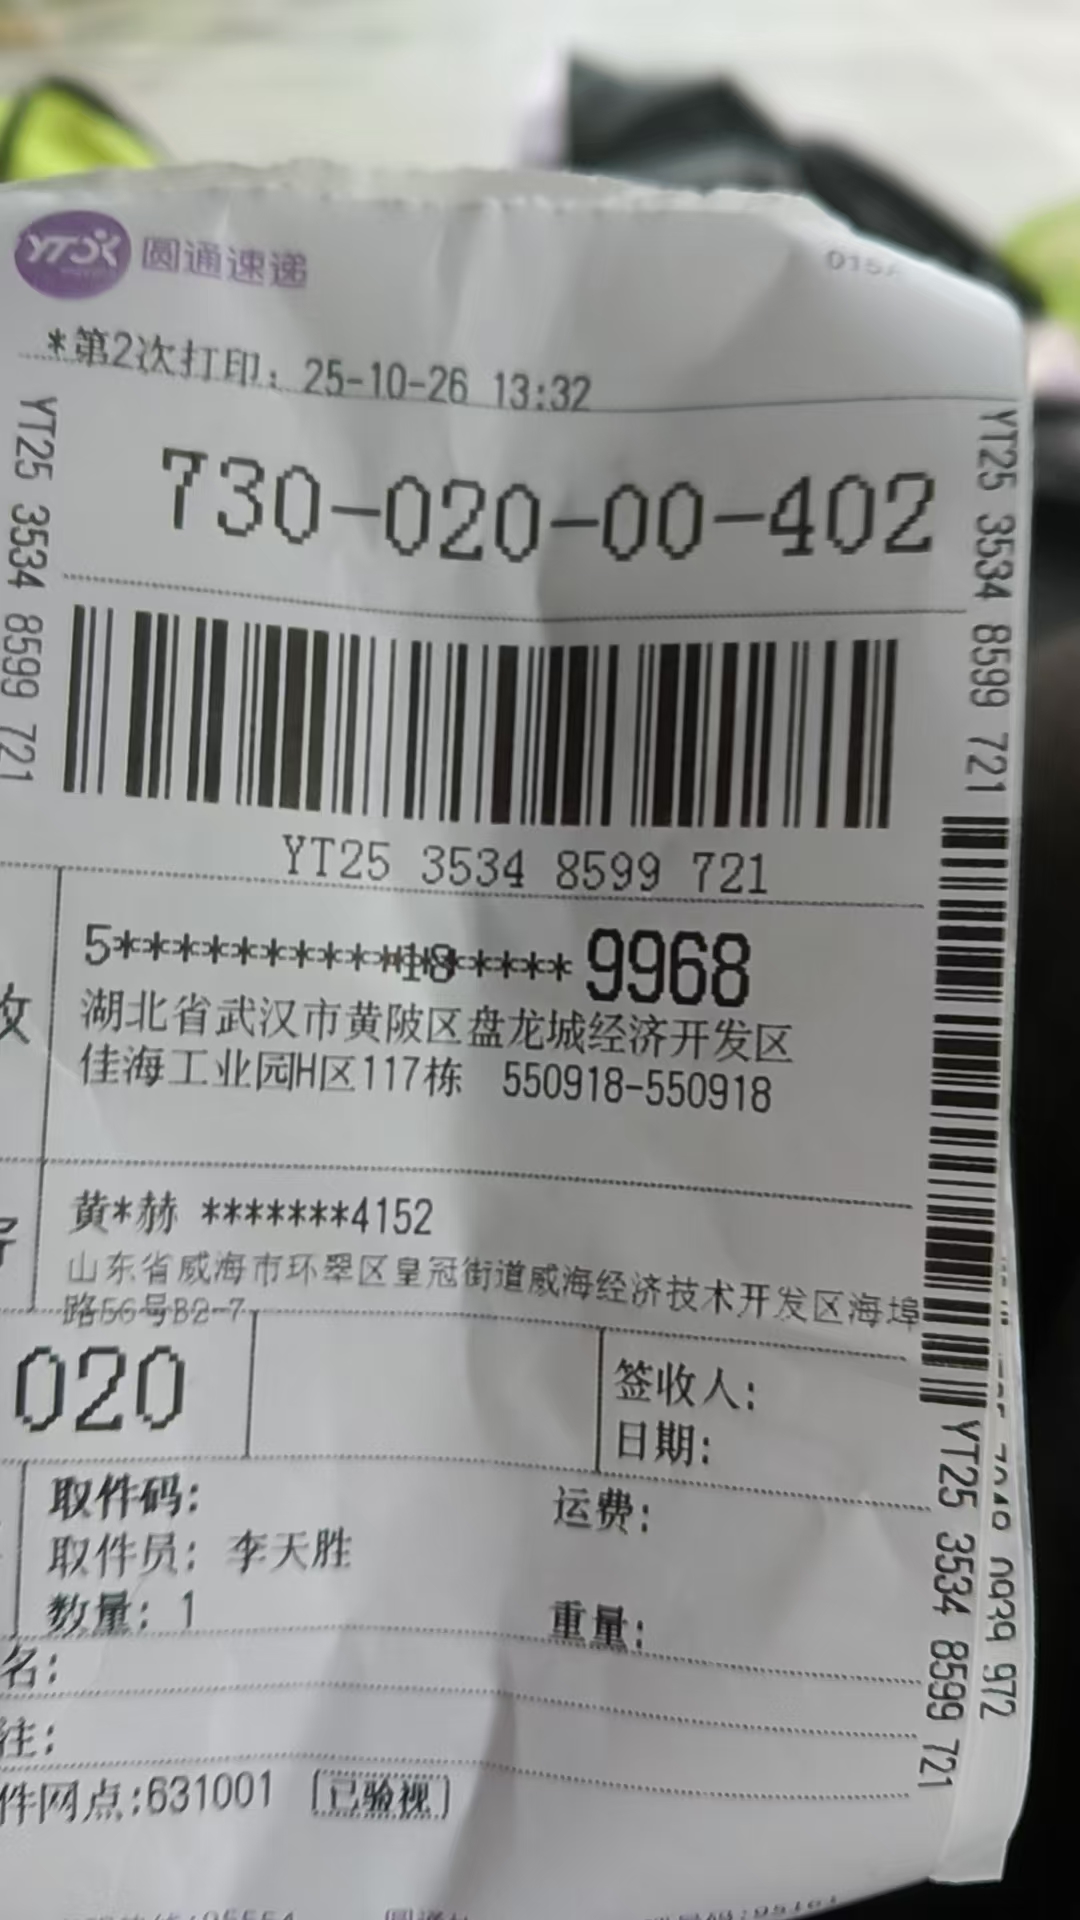 YTO 圆通速递
015A
*第2次打印: 25-10-26 13:32
730-020-00-402
YT25 3534 8599 721
YT25 3534 8599 721
YT25 3534 8599 721
收
5************18*****9968
湖北省武汉市黄陂区盘龙城经济开发区
佳海工业园H区117栋 550918-550918
黄*赫 *******4152
山东省威海市环翠区皇冠街道威海经济技术开发区海埠
路56号B2-7
020
签收人:
日期:
取件码:
运费:
取件员: 李天胜
数量: 1
重量:
名:
注:
件网点:631001 [已验视]
YT25 3534 8599 721
0939 972